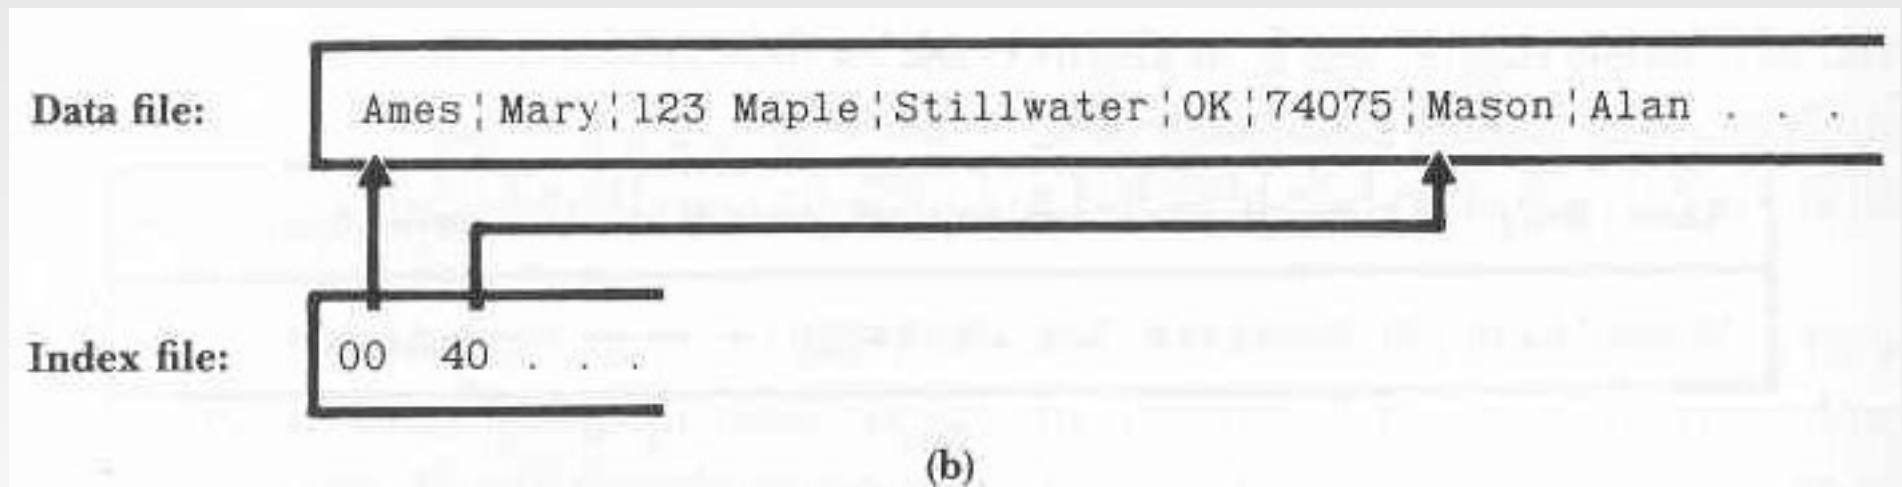 Data file: Ames¦Mary¦123 Maple¦Stillwater¦OK¦74075¦Mason¦Alan . . .
Index file: 00 40 . . .
(b)